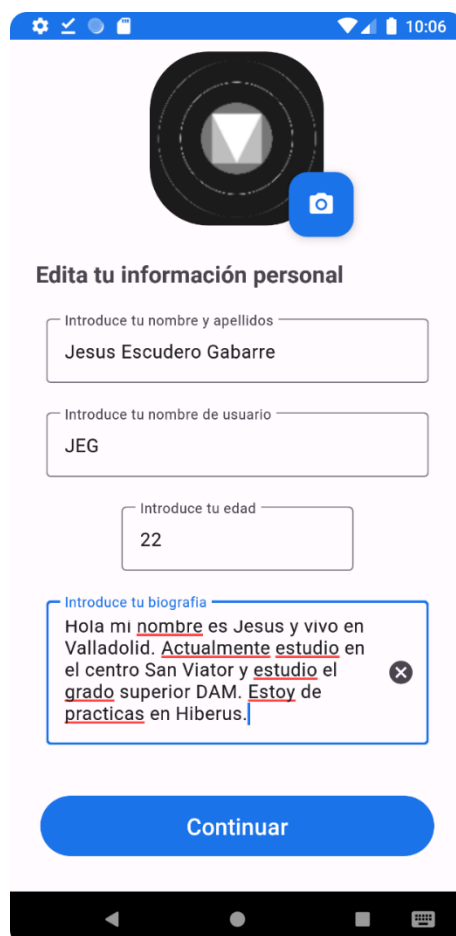 10:06
Edita tu información personal
Introduce tu nombre y apellidos
Jesus Escudero Gabarre
Introduce tu nombre de usuario
JEG
Introduce tu edad
22
Introduce tu biografia
Hola mi nombre es Jesus y vivo en
Valladolid. Actualmente estudio en
el centro San Viator y estudio el
grado superior DAM. Estoy de
practicas en Hiberus.
Continuar